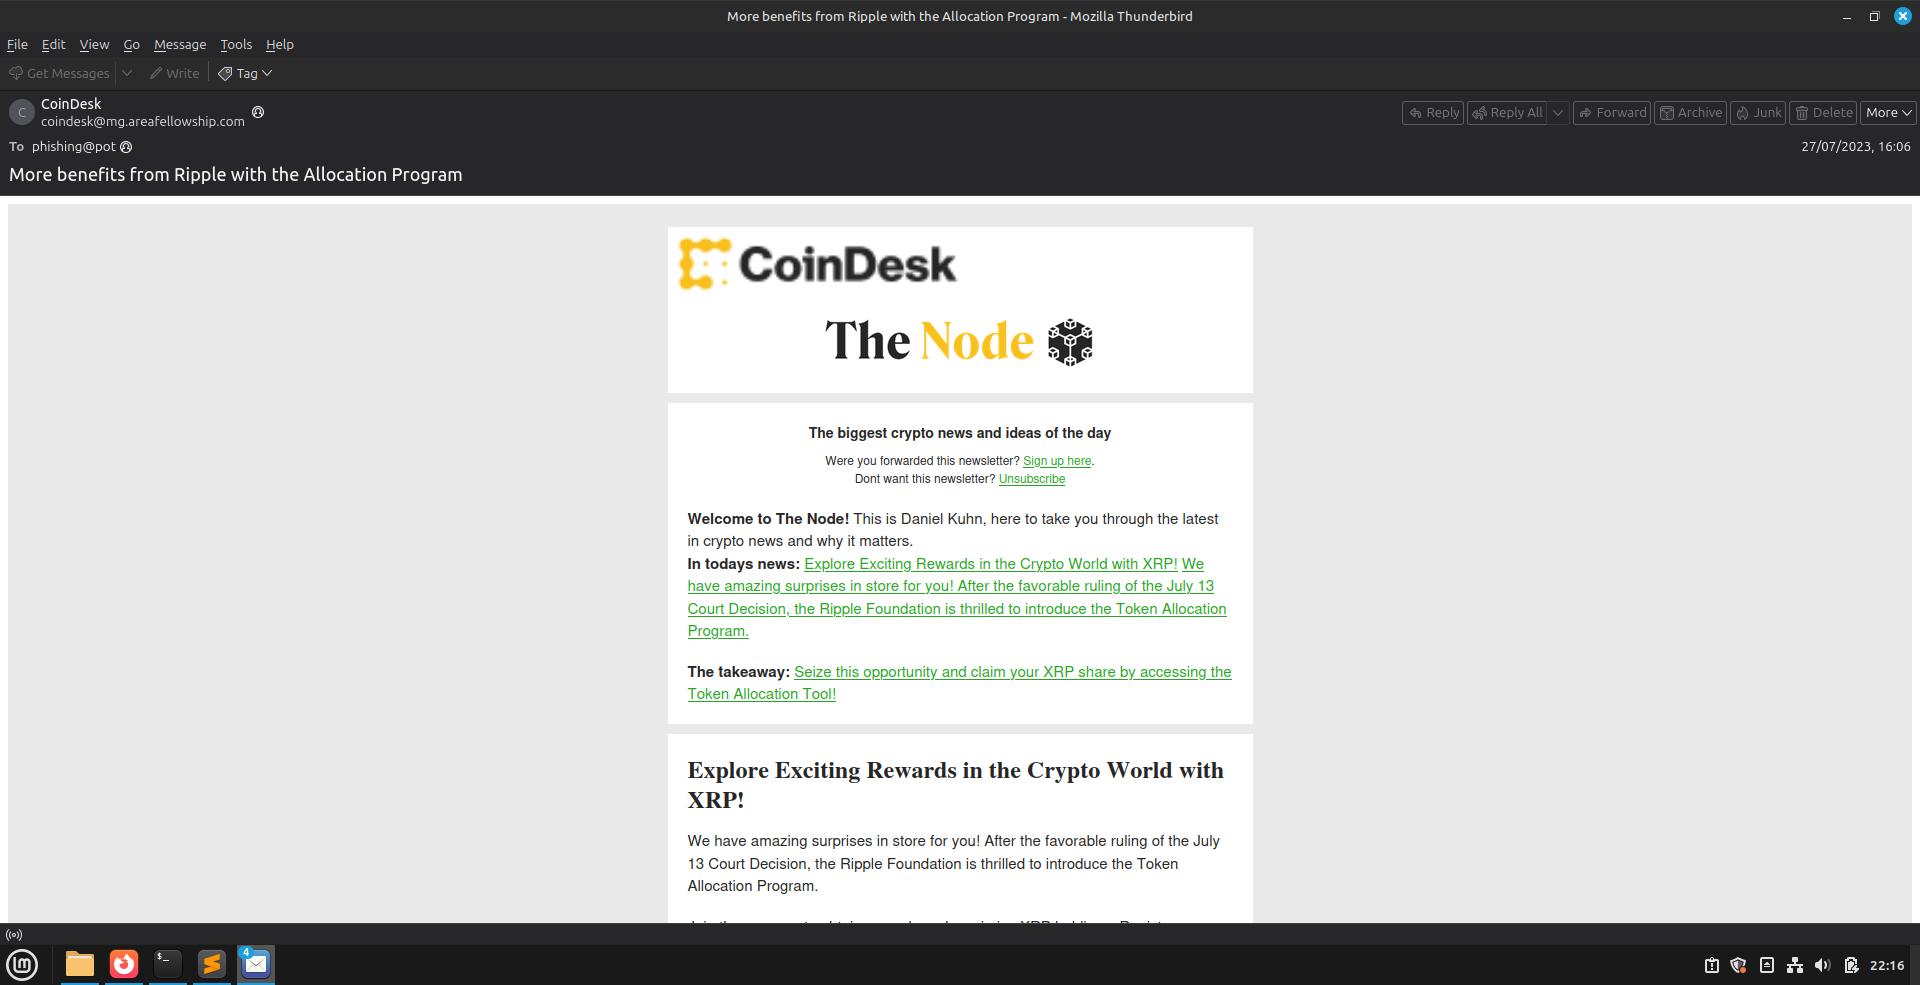 More benefits from Ripple with the Allocation Program - Mozilla Thunderbird
File Edit View Go Message Tools Help
Get Messages Write Tag
C
CoinDesk
coindesk@mg.areafellowship.com
Reply Reply All Forward Archive Junk Delete More
To phishing@pot
27/07/2023, 16:06
More benefits from Ripple with the Allocation Program
CoinDesk
The Node
The biggest crypto news and ideas of the day
Were you forwarded this newsletter? Sign up here.
Dont want this newsletter? Unsubscribe
Welcome to The Node! This is Daniel Kuhn, here to take you through the latest
in crypto news and why it matters.
In todays news: Explore Exciting Rewards in the Crypto World with XRP! We
have amazing surprises in store for you! After the favorable ruling of the July 13
Court Decision, the Ripple Foundation is thrilled to introduce the Token Allocation
Program.
The takeaway: Seize this opportunity and claim your XRP share by accessing the
Token Allocation Tool!
Explore Exciting Rewards in the Crypto World with
XRP!
We have amazing surprises in store for you! After the favorable ruling of the July
13 Court Decision, the Ripple Foundation is thrilled to introduce the Token
Allocation Program.
4
22:16